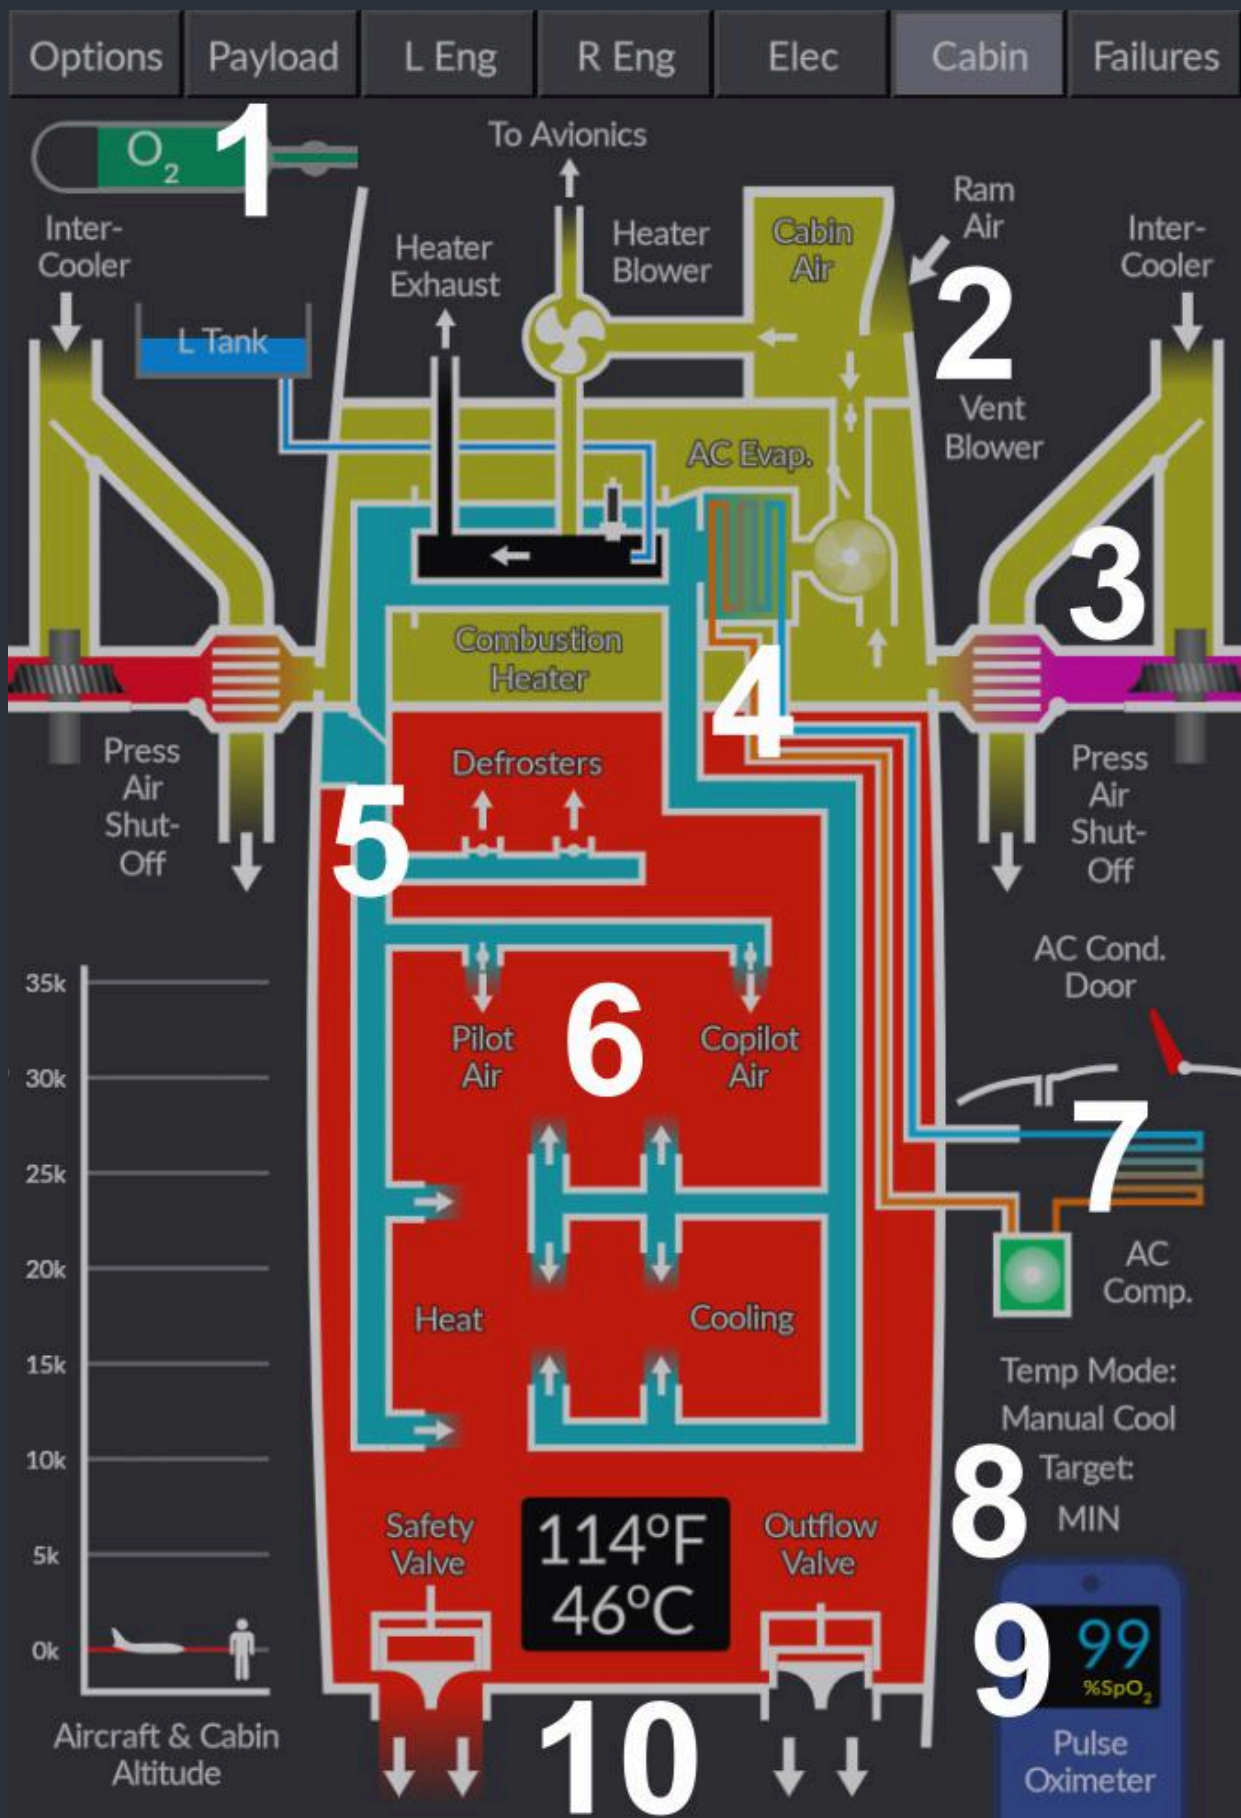 Options Payload L Eng R Eng Elec Cabin Failures
1
O2
To Avionics
Inter-
Cooler
Heater
Exhaust
Heater
Blower
Cabin
Air
Ram
Air
Inter-
Cooler
2
L Tank
Vent
Blower
AC Evap.
3
Combustion
Heater
4
Press
Air
Shut-
Off
Defrosters
Press
Air
Shut-
Off
5
AC Cond.
Door
35k
6
Pilot
Air
Copilot
Air
30k
7
25k
20k
AC
Comp.
Heat
Cooling
15k
Temp Mode:
Manual Cool
10k
8
Target:
MIN
Safety
Valve
114°F
46°C
Outflow
Valve
5k
0k
9
99
%SpO2
10
Aircraft & Cabin
Altitude
Pulse
Oximeter